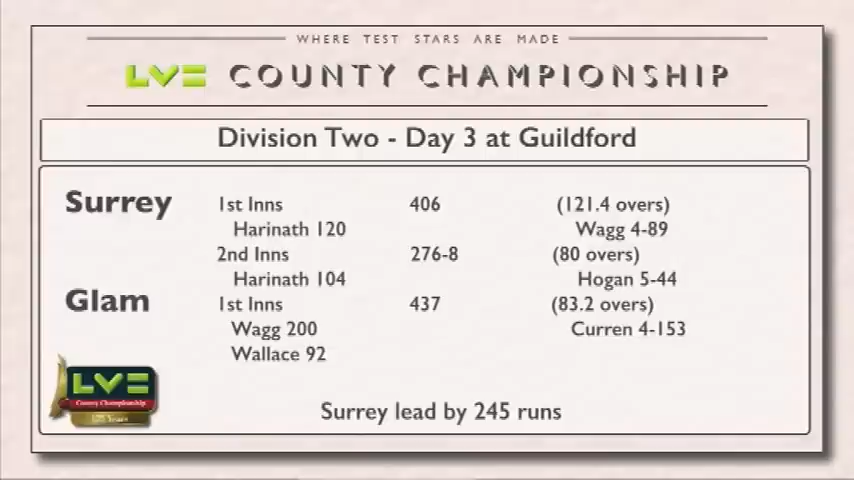 WHERE TEST STARS ARE MADE
LVE COUNTY CHAMPIONSHIP
Division Two - Day 3 at Guildford
Surrey 1st Inns 406 (121.4 overs)
Harinath 120 Wagg 4-89
2nd Inns 276-8 (80 overs)
Harinath 104 Hogan 5-44
Glam 1st Inns 437 (83.2 overs)
Wagg 200 Curren 4-153
Wallace 92
LVE
County Championship
Surrey lead by 245 runs